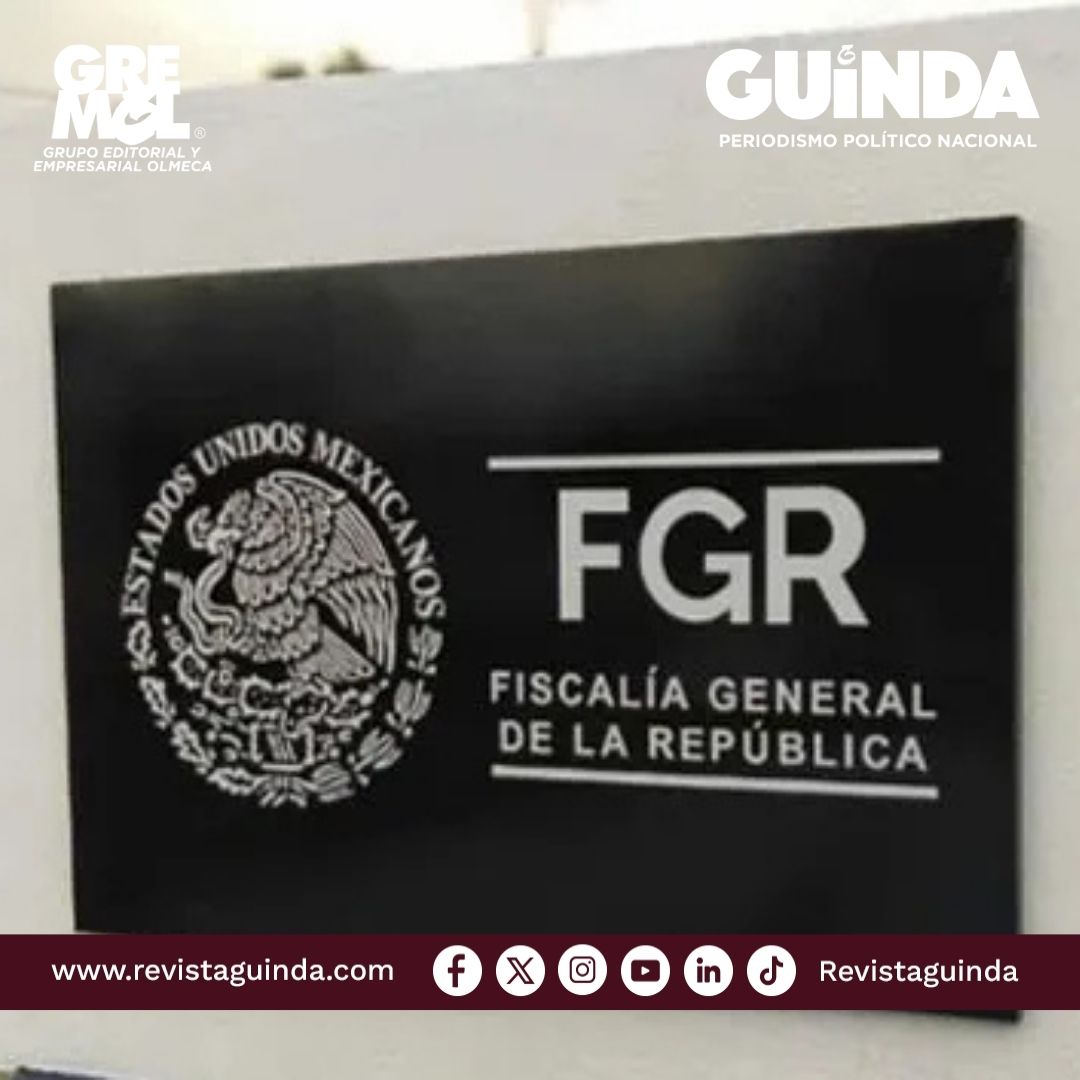 GRE
MOL®
GRUPO EDITORIAL Y
EMPRESARIAL OLMECA
GUINDA
PERIODISMO POLÍTICO NACIONAL
ESTADOS UNIDOS MEXICANOS
FGR
FISCALÍA GENERAL
DE LA REPÚBLICA
www.revistaguinda.com
Revistaguinda